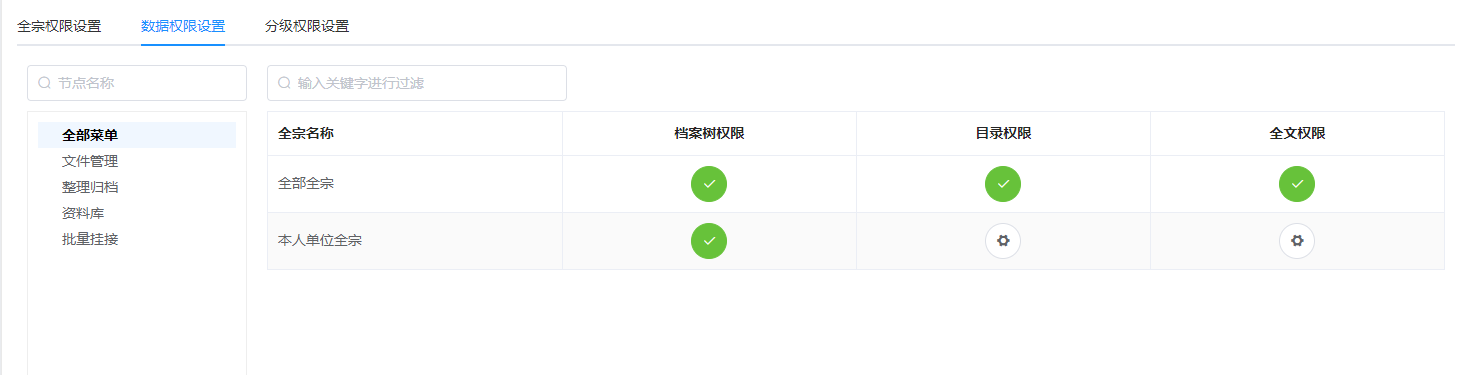 全宗权限设置 数据权限设置 分级权限设置
节点名称 输入关键字进行过滤
全部菜单
文件管理
整理归档
资料库
批量挂接
全宗名称 档案树权限 目录权限 全文权限
全部全宗
本人单位全宗